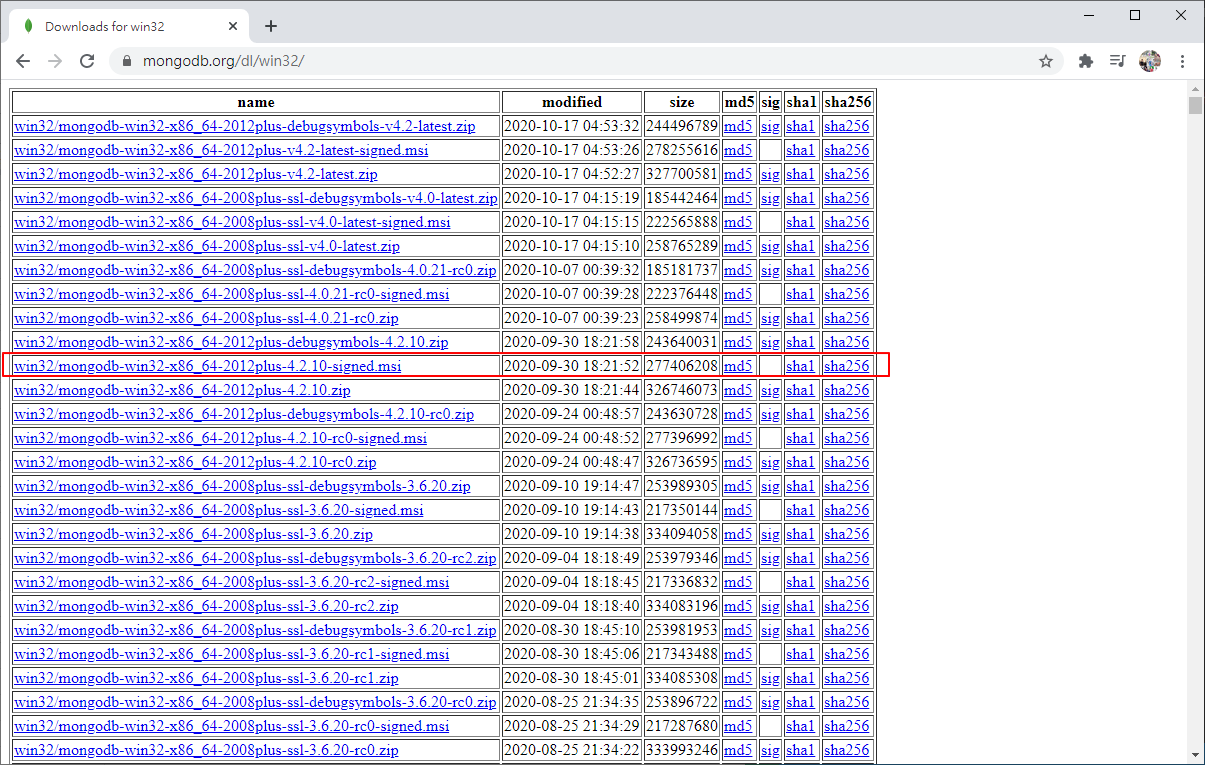 Downloads for win32
mongodb.org/dl/win32/
name modified size md5 sig sha1 sha256
win32/mongodb-win32-x86_64-2012plus-debugsymbols-v4.2-latest.zip 2020-10-17 04:53:32 244496789 md5 sig sha1 sha256
win32/mongodb-win32-x86_64-2012plus-v4.2-latest-signed.msi 2020-10-17 04:53:26 278255616 md5 sha1 sha256
win32/mongodb-win32-x86_64-2012plus-v4.2-latest.zip 2020-10-17 04:52:27 327700581 md5 sig sha1 sha256
win32/mongodb-win32-x86_64-2008plus-ssl-debugsymbols-v4.0-latest.zip 2020-10-17 04:15:19 185442464 md5 sig sha1 sha256
win32/mongodb-win32-x86_64-2008plus-ssl-v4.0-latest-signed.msi 2020-10-17 04:15:15 222565888 md5 sha1 sha256
win32/mongodb-win32-x86_64-2008plus-ssl-v4.0-latest.zip 2020-10-17 04:15:10 258765289 md5 sig sha1 sha256
win32/mongodb-win32-x86_64-2008plus-ssl-debugsymbols-4.0.21-rc0.zip 2020-10-07 00:39:32 185181737 md5 sig sha1 sha256
win32/mongodb-win32-x86_64-2008plus-ssl-4.0.21-rc0-signed.msi 2020-10-07 00:39:28 222376448 md5 sha1 sha256
win32/mongodb-win32-x86_64-2008plus-ssl-4.0.21-rc0.zip 2020-10-07 00:39:23 258499874 md5 sig sha1 sha256
win32/mongodb-win32-x86_64-2012plus-debugsymbols-4.2.10.zip 2020-09-30 18:21:58 243640031 md5 sig sha1 sha256
win32/mongodb-win32-x86_64-2012plus-4.2.10-signed.msi 2020-09-30 18:21:52 277406208 md5 sha1 sha256
win32/mongodb-win32-x86_64-2012plus-4.2.10.zip 2020-09-30 18:21:44 326746073 md5 sig sha1 sha256
win32/mongodb-win32-x86_64-2012plus-debugsymbols-4.2.10-rc0.zip 2020-09-24 00:48:57 243630728 md5 sig sha1 sha256
win32/mongodb-win32-x86_64-2012plus-4.2.10-rc0-signed.msi 2020-09-24 00:48:52 277396992 md5 sha1 sha256
win32/mongodb-win32-x86_64-2012plus-4.2.10-rc0.zip 2020-09-24 00:48:47 326736595 md5 sig sha1 sha256
win32/mongodb-win32-x86_64-2008plus-ssl-debugsymbols-3.6.20.zip 2020-09-10 19:14:47 253989305 md5 sig sha1 sha256
win32/mongodb-win32-x86_64-2008plus-ssl-3.6.20-signed.msi 2020-09-10 19:14:43 217350144 md5 sha1 sha256
win32/mongodb-win32-x86_64-2008plus-ssl-3.6.20.zip 2020-09-10 19:14:38 334094058 md5 sig sha1 sha256
win32/mongodb-win32-x86_64-2008plus-ssl-debugsymbols-3.6.20-rc2.zip 2020-09-04 18:18:49 253979346 md5 sig sha1 sha256
win32/mongodb-win32-x86_64-2008plus-ssl-3.6.20-rc2-signed.msi 2020-09-04 18:18:45 217336832 md5 sha1 sha256
win32/mongodb-win32-x86_64-2008plus-ssl-3.6.20-rc2.zip 2020-09-04 18:18:40 334083196 md5 sig sha1 sha256
win32/mongodb-win32-x86_64-2008plus-ssl-debugsymbols-3.6.20-rc1.zip 2020-08-30 18:45:10 253981953 md5 sig sha1 sha256
win32/mongodb-win32-x86_64-2008plus-ssl-3.6.20-rc1-signed.msi 2020-08-30 18:45:06 217343488 md5 sha1 sha256
win32/mongodb-win32-x86_64-2008plus-ssl-3.6.20-rc1.zip 2020-08-30 18:45:01 334085308 md5 sig sha1 sha256
win32/mongodb-win32-x86_64-2008plus-ssl-debugsymbols-3.6.20-rc0.zip 2020-08-25 21:34:35 253896722 md5 sig sha1 sha256
win32/mongodb-win32-x86_64-2008plus-ssl-3.6.20-rc0-signed.msi 2020-08-25 21:34:29 217287680 md5 sha1 sha256
win32/mongodb-win32-x86_64-2008plus-ssl-3.6.20-rc0.zip 2020-08-25 21:34:22 333993246 md5 sig sha1 sha256